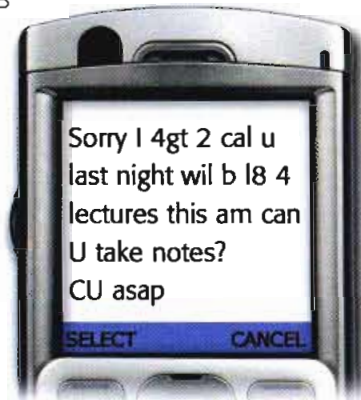 Sorry I 4gt 2 cal u
last night wil b l8 4
lectures this am can
U take notes?
CU asap
SELECT CANCEL